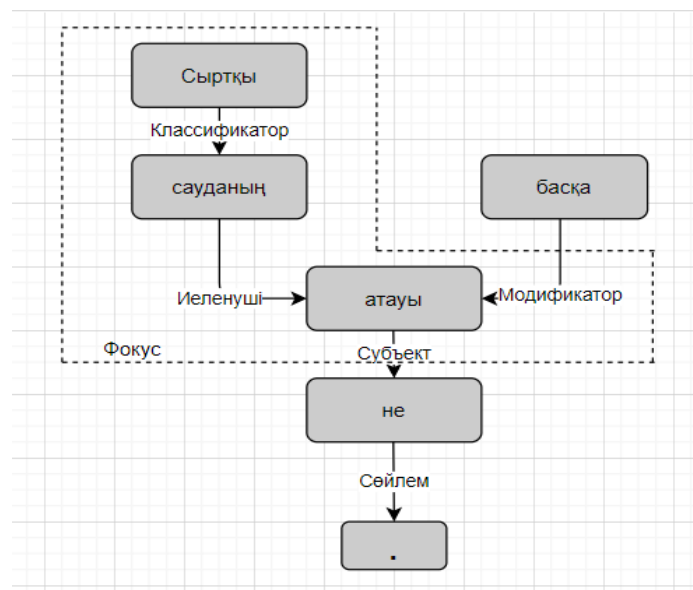 Сыртқы
Классификатор
сауданың
басқа
Иеленуші
атауы
Модификатор
Фокус
Субъект
не
Сөйлем
.